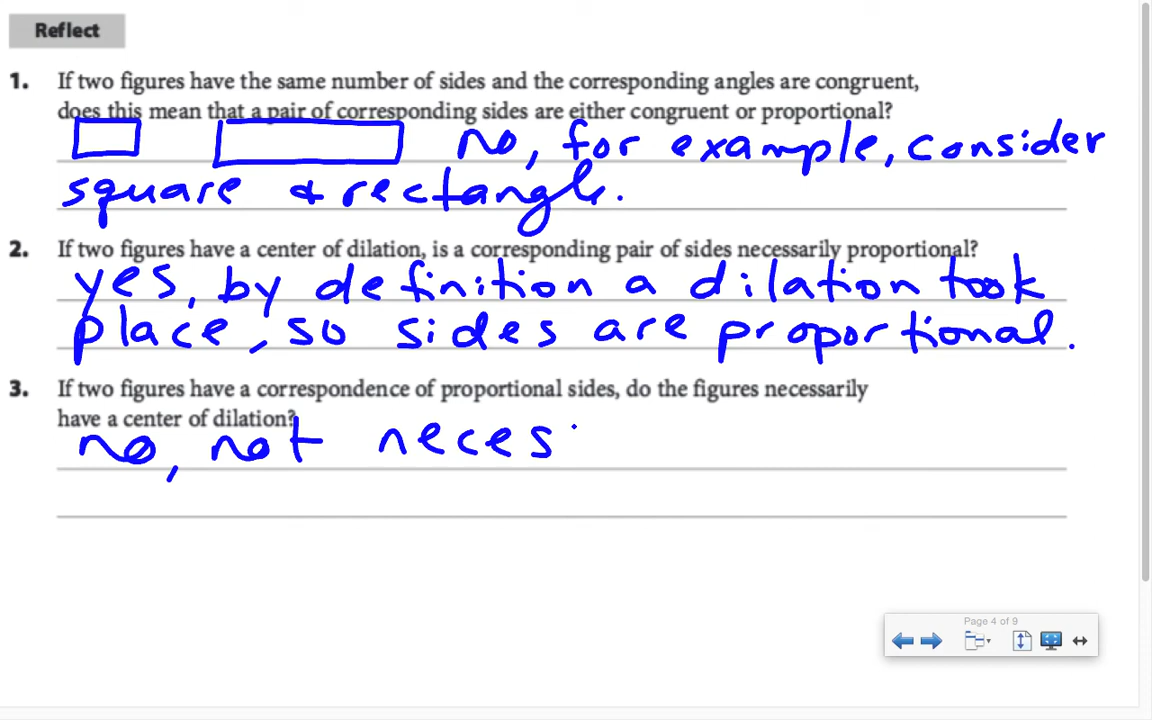 Reflect
1. If two figures have the same number of sides and the corresponding angles are congruent,
does this mean that a pair of corresponding sides are either congruent or proportional?
no, for example, consider
square & rectangle.
2. If two figures have a center of dilation, is a corresponding pair of sides necessarily proportional?
yes, by definition a dilation took
place, so sides are proportional.
3. If two figures have a correspondence of proportional sides, do the figures necessarily
have a center of dilation?
no, not neces
Page 4 of 9